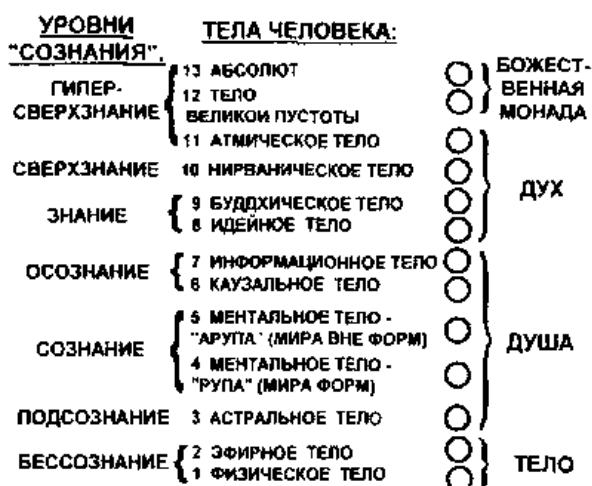 УРОВНИ
"СОЗНАНИЯ".
ТЕЛА ЧЕЛОВЕКА:
ГИПЕР-
СВЕРХЗНАНИЕ
13 АБСОЛЮТ
12 ТЕЛО
ВЕЛИКОЙ ПУСТОТЫ
11 АТМИЧЕСКОЕ ТЕЛО
БОЖЕСТ-
ВЕННАЯ
МОНАДА
СВЕРХЗНАНИЕ
10 НИРВАНИЧЕСКОЕ ТЕЛО
ЗНАНИЕ
9 БУДДХИЧЕСКОЕ ТЕЛО
8 ИДЕЙНОЕ ТЕЛО
ДУХ
ОСОЗНАНИЕ
7 ИНФОРМАЦИОННОЕ ТЕЛО
6 КАУЗАЛЬНОЕ ТЕЛО
СОЗНАНИЕ
5 МЕНТАЛЬНОЕ ТЕЛО -
"АРУПА" (МИРА ВНЕ ФОРМ)
4 МЕНТАЛЬНОЕ ТЕЛО -
"РУПА" (МИРА ФОРМ)
ДУША
ПОДСОЗНАНИЕ
3 АСТРАЛЬНОЕ ТЕЛО
БЕССОЗНАНИЕ
2 ЭФИРНОЕ ТЕЛО
1 ФИЗИЧЕСКОЕ ТЕЛО
ТЕЛО